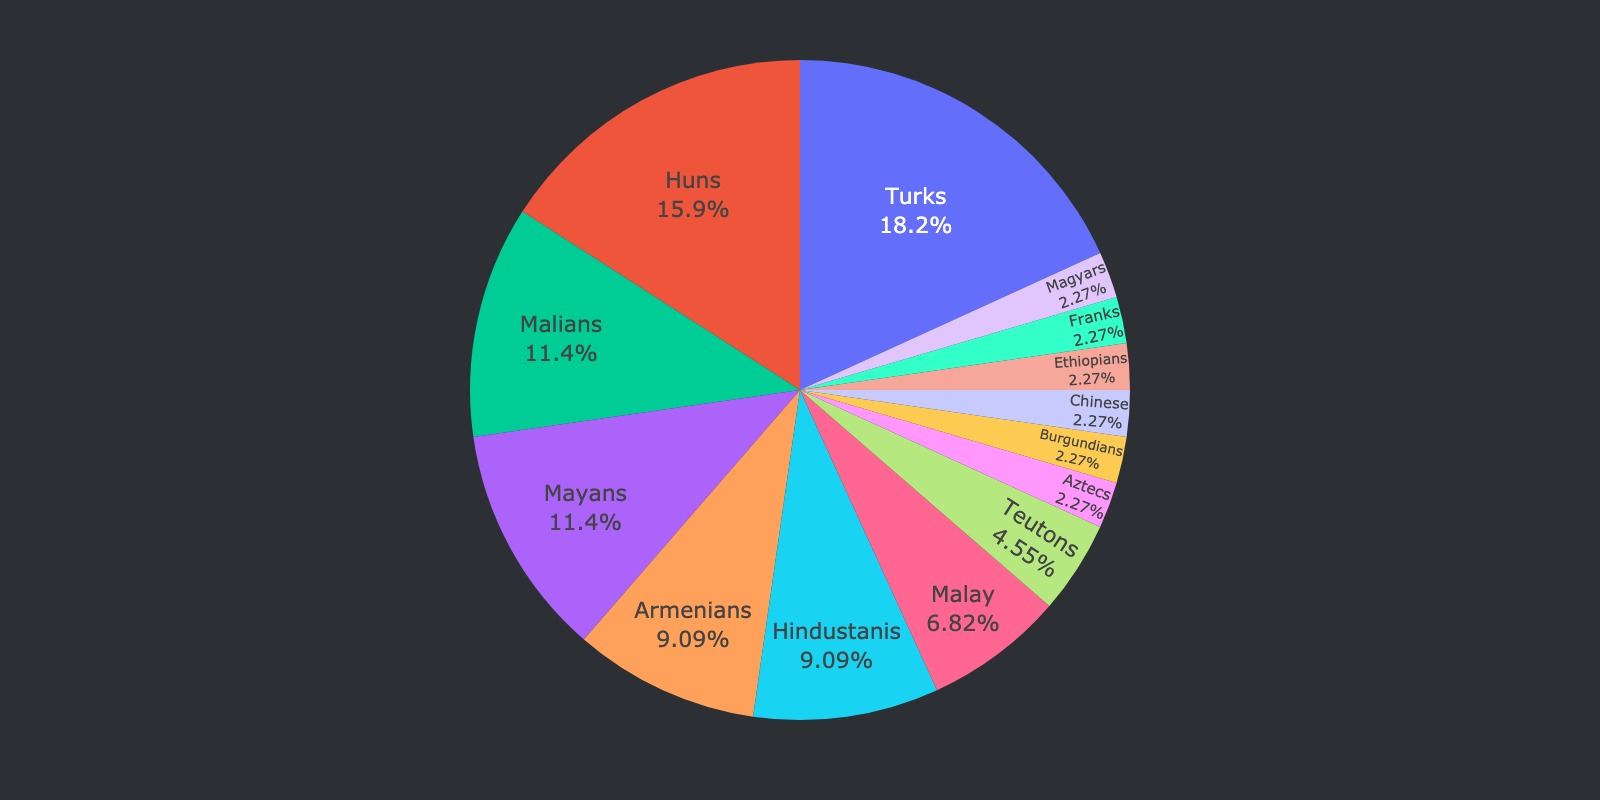 Huns
15.9%
Turks
18.2%
Magyars
2.27%
Franks
2.27%
Ethiopians
2.27%
Chinese
2.27%
Burgundians
2.27%
Aztecs
2.27%
Teutons
4.55%
Malay
6.82%
Hindustanis
9.09%
Armenians
9.09%
Mayans
11.4%
Malians
11.4%